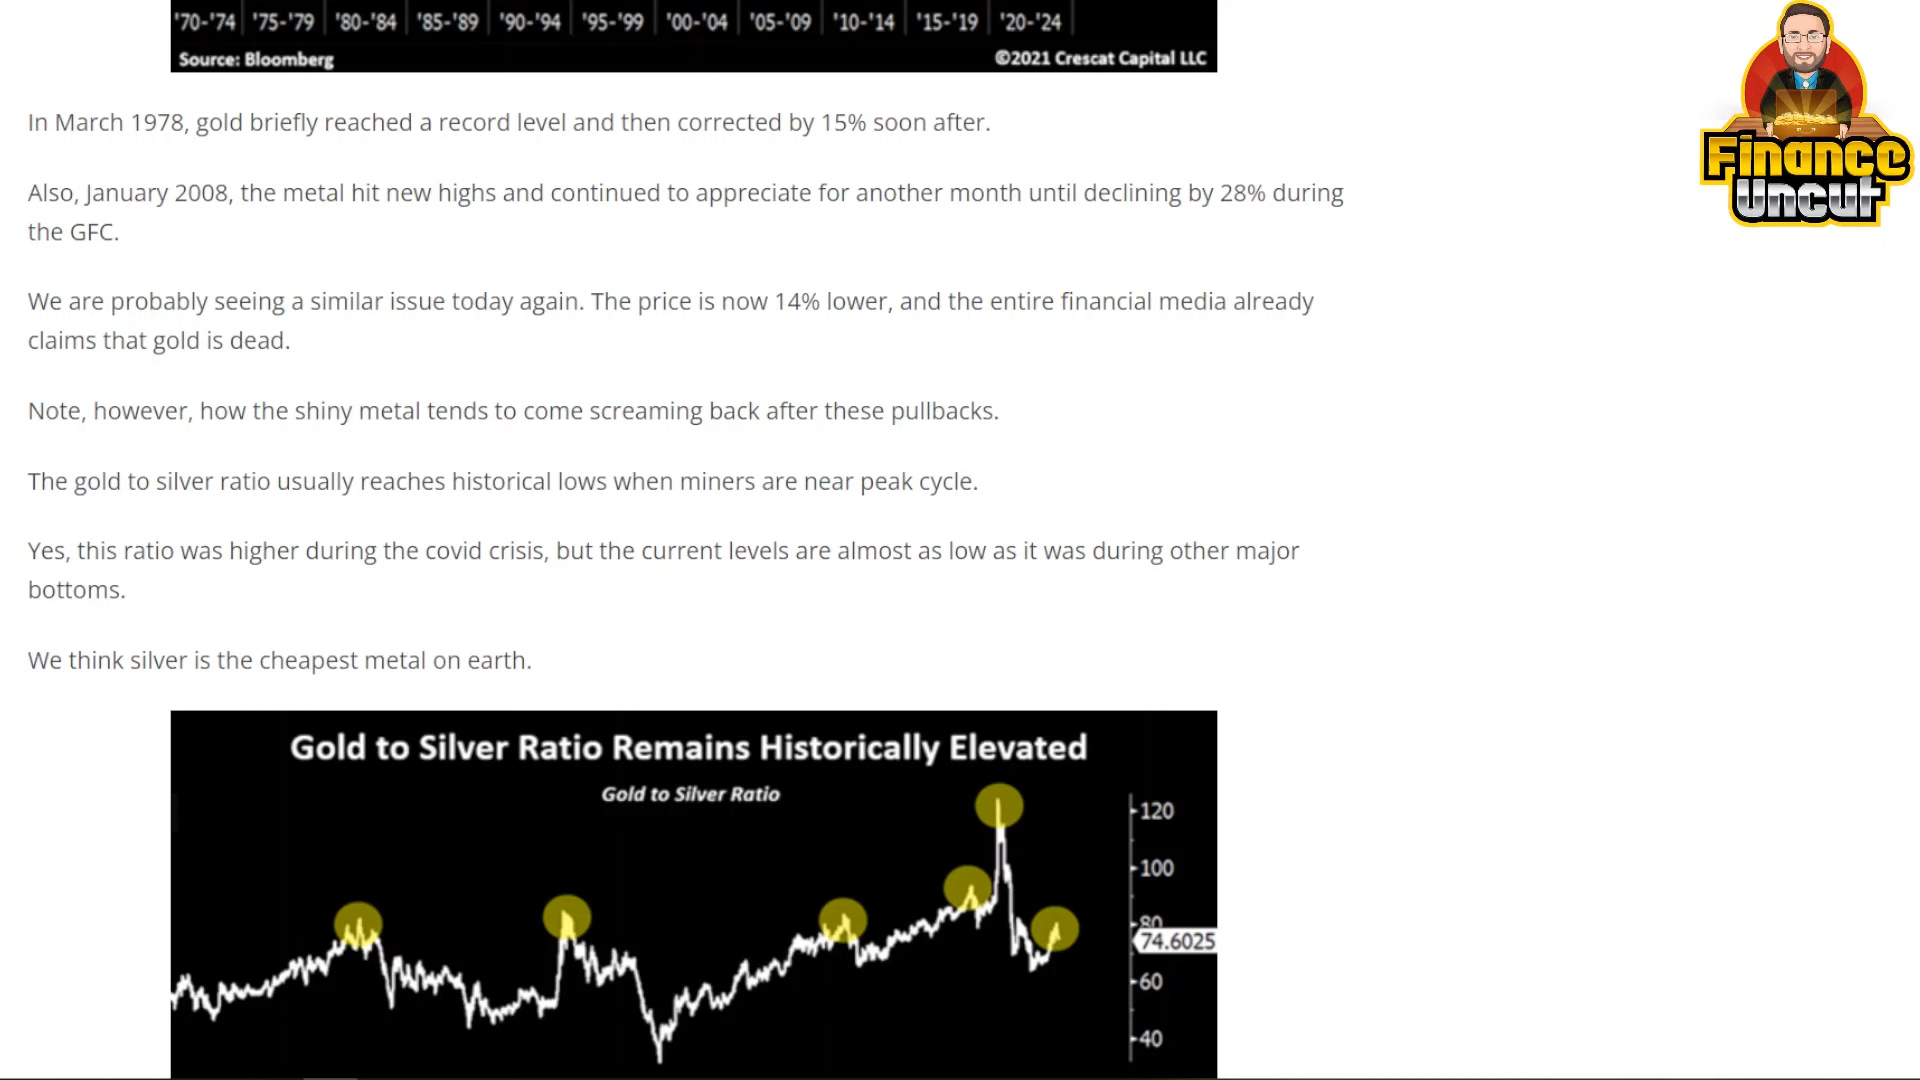 '70-'74 '75-'79 '80-'84 '85-'89 '90-'94 '95-'99 '00-'04 '05-'09 '10-'14 '15-'19 '20-'24
Source: Bloomberg ©2021 Crescat Capital LLC
Finance
Uncut
In March 1978, gold briefly reached a record level and then corrected by 15% soon after.
Also, January 2008, the metal hit new highs and continued to appreciate for another month until declining by 28% during
the GFC.
We are probably seeing a similar issue today again. The price is now 14% lower, and the entire financial media already
claims that gold is dead.
Note, however, how the shiny metal tends to come screaming back after these pullbacks.
The gold to silver ratio usually reaches historical lows when miners are near peak cycle.
Yes, this ratio was higher during the covid crisis, but the current levels are almost as low as it was during other major
bottoms.
We think silver is the cheapest metal on earth.
Gold to Silver Ratio Remains Historically Elevated
Gold to Silver Ratio
120
100
80
74.6025
60
40